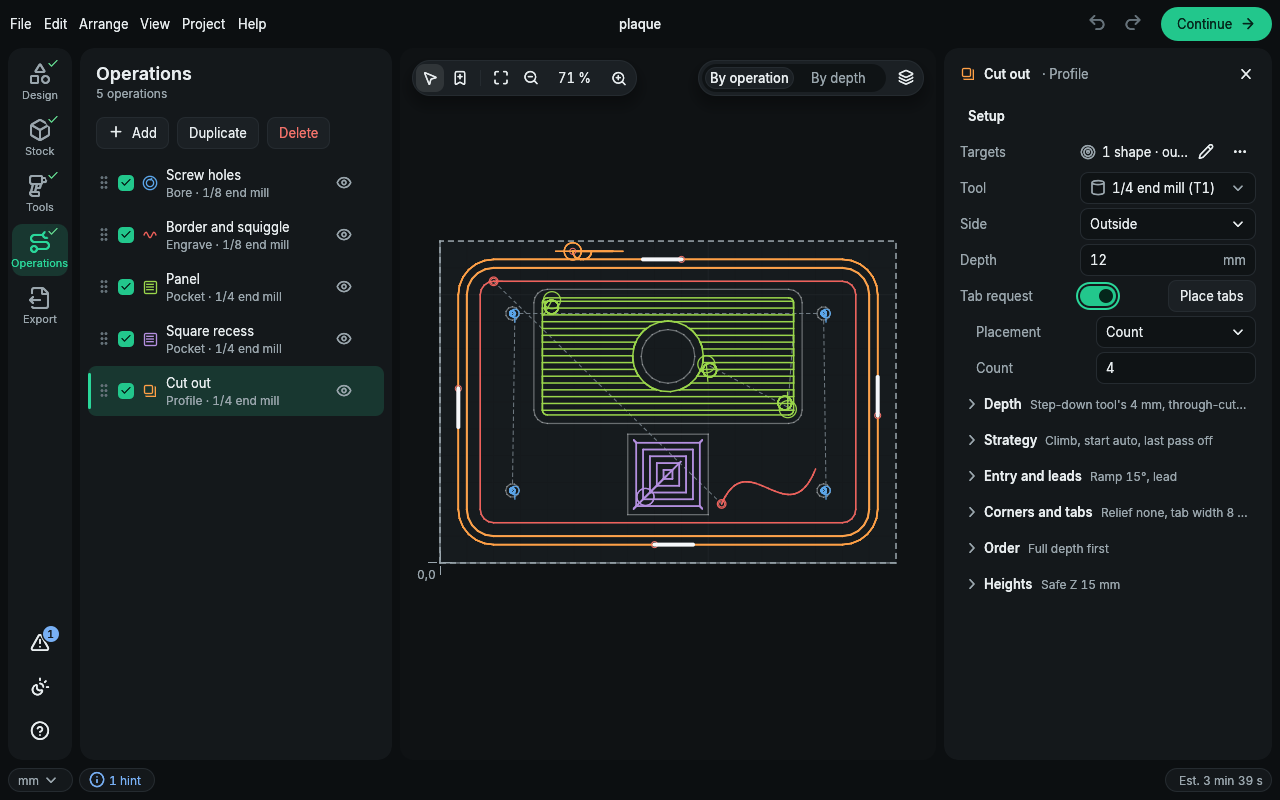 File Edit Arrange View Project Help
plaque
Continue
Design
Stock
Tools
Operations
Export
1
Operations
5 operations
Add
Duplicate
Delete
Screw holes
Bore · 1/8 end mill
Border and squiggle
Engrave · 1/8 end mill
Panel
Pocket · 1/4 end mill
Square recess
Pocket · 1/4 end mill
Cut out
Profile · 1/4 end mill
71 %
By operation
By depth
0,0
Cut out · Profile
Setup
Targets 1 shape · ou...
Tool 1/4 end mill (T1)
Side Outside
Depth 12 mm
Tab request Place tabs
Placement Count
Count 4
Depth Step-down tool's 4 mm, through-cut...
Strategy Climb, start auto, last pass off
Entry and leads Ramp 15°, lead
Corners and tabs Relief none, tab width 8 ...
Order Full depth first
Heights Safe Z 15 mm
mm
1 hint
Est. 3 min 39 s